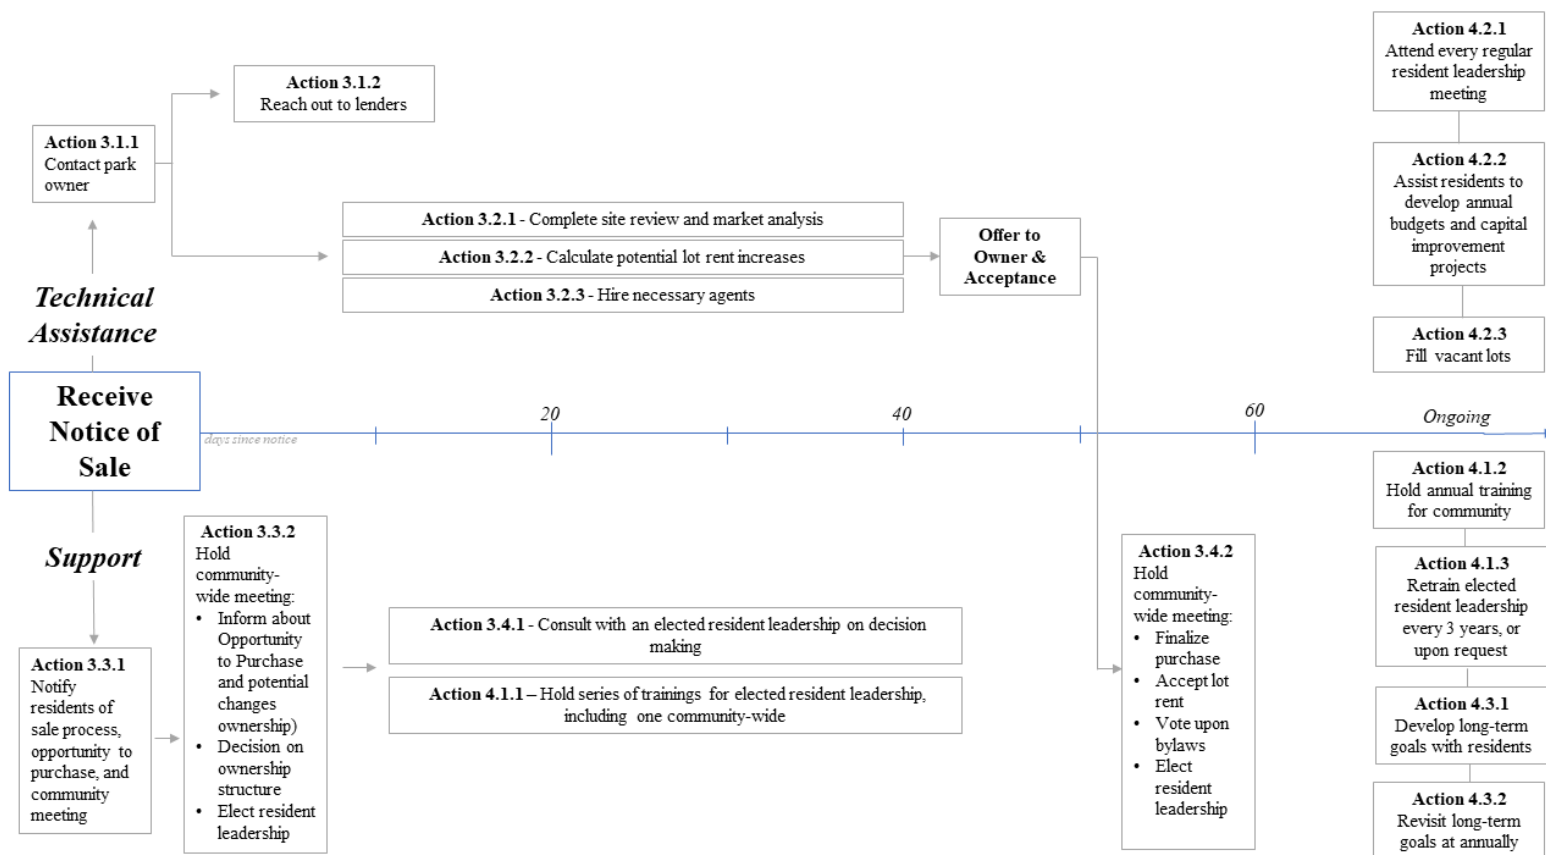 Action 4.2.1
Attend every regular
resident leadership
meeting
Action 3.1.2
Reach out to lenders
Action 3.1.1
Contact park
owner
Action 4.2.2
Assist residents to
develop annual
budgets and capital
improvement
projects
Action 3.2.1 - Complete site review and market analysis
Action 3.2.2 - Calculate potential lot rent increases
Action 3.2.3 - Hire necessary agents
Offer to
Owner &
Acceptance
Technical
Assistance
Action 4.2.3
Fill vacant lots
Receive
Notice of
Sale
days since notice
20
40
60
Ongoing
Support
Action 3.3.1
Notify
residents of
sale process,
opportunity to
purchase, and
community
meeting
Action 3.3.2
Hold
community-
wide meeting:
• Inform about
Opportunity
to Purchase
and potential
changes
ownership)
• Decision on
ownership
structure
• Elect resident
leadership
Action 3.4.1 - Consult with an elected resident leadership on decision
making
Action 4.1.1 – Hold series of trainings for elected resident leadership,
including one community-wide
Action 3.4.2
Hold
community-
wide meeting:
• Finalize
purchase
• Accept lot
rent
• Vote upon
bylaws
• Elect
resident
leadership
Action 4.1.2
Hold annual training
for community
Action 4.1.3
Retrain elected
resident leadership
every 3 years, or
upon request
Action 4.3.1
Develop long-term
goals with residents
Action 4.3.2
Revisit long-term
goals at annually